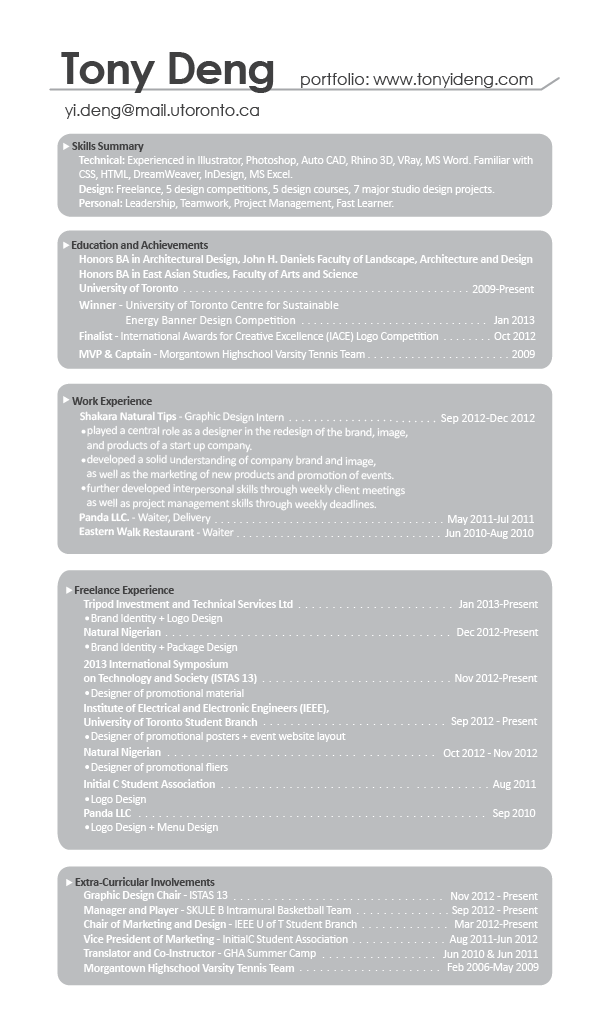 Tony Deng portfolio: www.tonyideng.com
yi.deng@mail.utoronto.ca
Skills Summary
Technical: Experienced in Illustrator, Photoshop, Auto CAD, Rhino 3D, VRay, MS Word. Familiar with
CSS, HTML, DreamWeaver, InDesign, MS Excel.
Design: Freelance, 5 design competitions, 5 design courses, 7 major studio design projects.
Personal: Leadership, Teamwork, Project Management, Fast Learner.
Education and Achievements
Honors BA in Architectural Design, John H. Daniels Faculty of Landscape, Architecture and Design
Honors BA in East Asian Studies, Faculty of Arts and Science
University of Toronto 2009-Present
Winner - University of Toronto Centre for Sustainable
Energy Banner Design Competition Jan 2013
Finalist - International Awards for Creative Excellence (IACE) Logo Competition Oct 2012
MVP & Captain - Morgantown Highschool Varsity Tennis Team 2009
Work Experience
Shakara Natural Tips - Graphic Design Intern Sep 2012-Dec 2012
•played a central role as a designer in the redesign of the brand, image,
and products of a start up company.
•developed a solid understanding of company brand and image,
as well as the marketing of new products and promotion of events.
•further developed interpersonal skills through weekly client meetings
as well as project management skills through weekly deadlines.
Panda LLC. - Waiter, Delivery May 2011-Jul 2011
Eastern Walk Restaurant - Waiter Jun 2010-Aug 2010
Freelance Experience
Tripod Investment and Technical Services Ltd Jan 2013-Present
•Brand Identity + Logo Design
Natural Nigerian Dec 2012-Present
•Brand Identity + Package Design
2013 International Symposium
on Technology and Society (ISTAS 13) Nov 2012-Present
•Designer of promotional material
Institute of Electrical and Electronic Engineers (IEEE),
University of Toronto Student Branch Sep 2012 - Present
•Designer of promotional posters + event website layout
Natural Nigerian Oct 2012 - Nov 2012
•Designer of promotional fliers
Initial C Student Association Aug 2011
•Logo Design
Panda LLC Sep 2010
•Logo Design + Menu Design
Extra-Curricular Involvements
Graphic Design Chair - ISTAS 13 Nov 2012 - Present
Manager and Player - SKULE B Intramural Basketball Team Sep 2012 - Present
Chair of Marketing and Design - IEEE U of T Student Branch Mar 2012-Present
Vice President of Marketing - InitialC Student Association Aug 2011-Jun 2012
Translator and Co-Instructor - GHA Summer Camp Jun 2010 & Jun 2011
Morgantown Highschool Varsity Tennis Team Feb 2006-May 2009